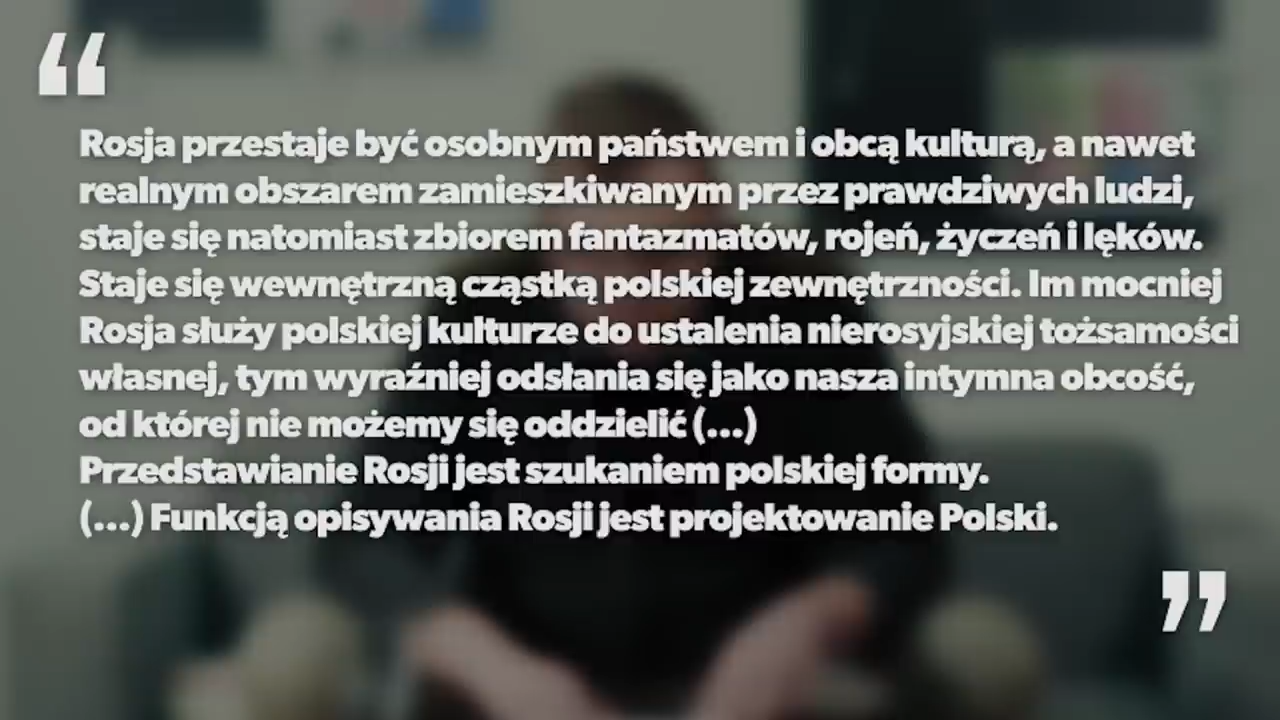 “
Rosja przestaje być osobnym państwem i obcą kulturą, a nawet
realnym obszarem zamieszkiwanym przez prawdziwych ludzi,
staje się natomiast zbiorem fantazmatów, rojeń, życzeń i lęków.
Staje się wewnętrzną cząstką polskiej zewnętrzności. Im mocniej
Rosja służy polskiej kulturze do ustalenia nierosyjskiej tożsamości
własnej, tym wyraźniej odsłania się jako nasza intymna obcość,
od której nie możemy się oddzielić (...)
Przedstawianie Rosji jest szukaniem polskiej formy.
(...) Funkcją opisywania Rosji jest projektowanie Polski.
”